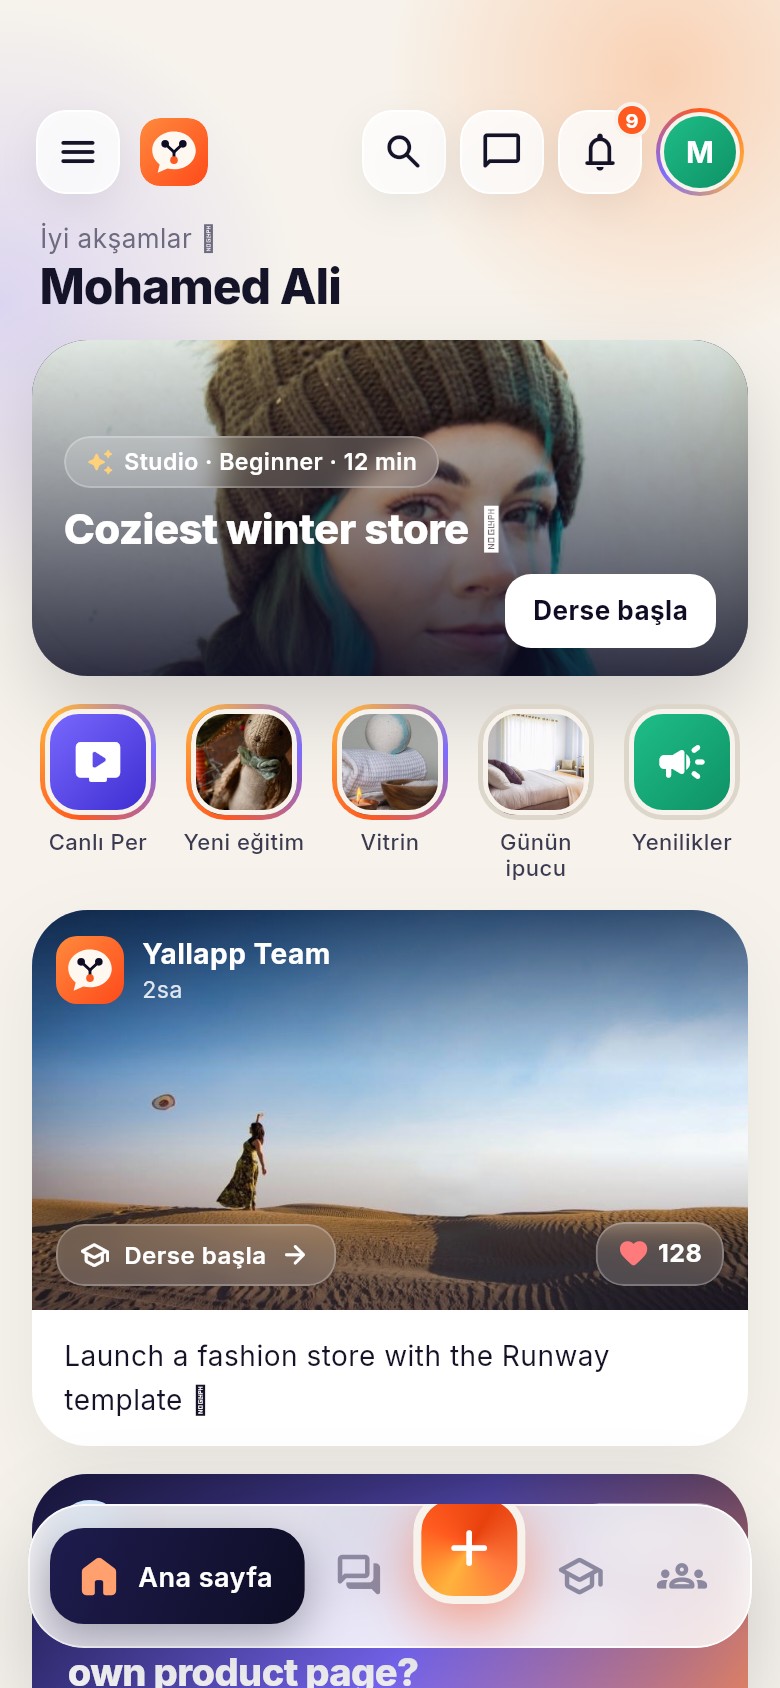 9
M
İyi akşamlar
Mohamed Ali
Studio · Beginner · 12 min
Coziest winter store
Derse başla
Canlı Per
Yeni eğitim
Vitrin
Günün
ipucu
Yenilikler
Yallapp Team
2sa
Derse başla
128
Launch a fashion store with the Runway
template
Ana sayfa
own product page?